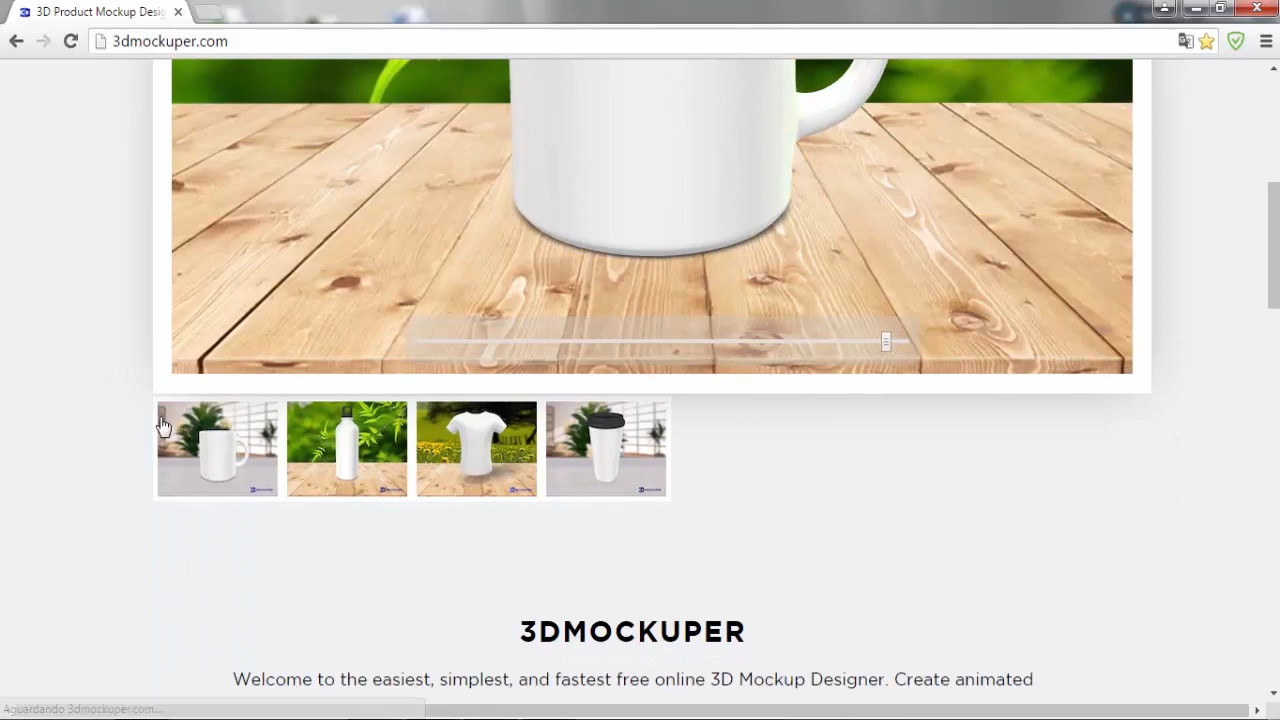 3D Product Mockup Desig
3dmockuper.com
3DMOCKUPER
Welcome to the easiest, simplest, and fastest free online 3D Mockup Designer. Create animated
Aguardando 3dmockuper.com...